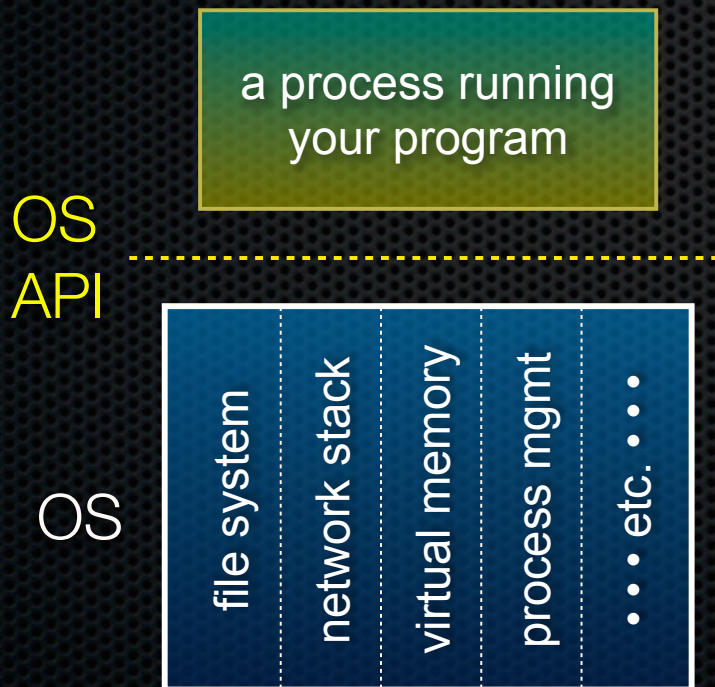 a process running
your program
OS
API
OS
file system
network stack
virtual memory
process mgmt
• • • etc. • • •